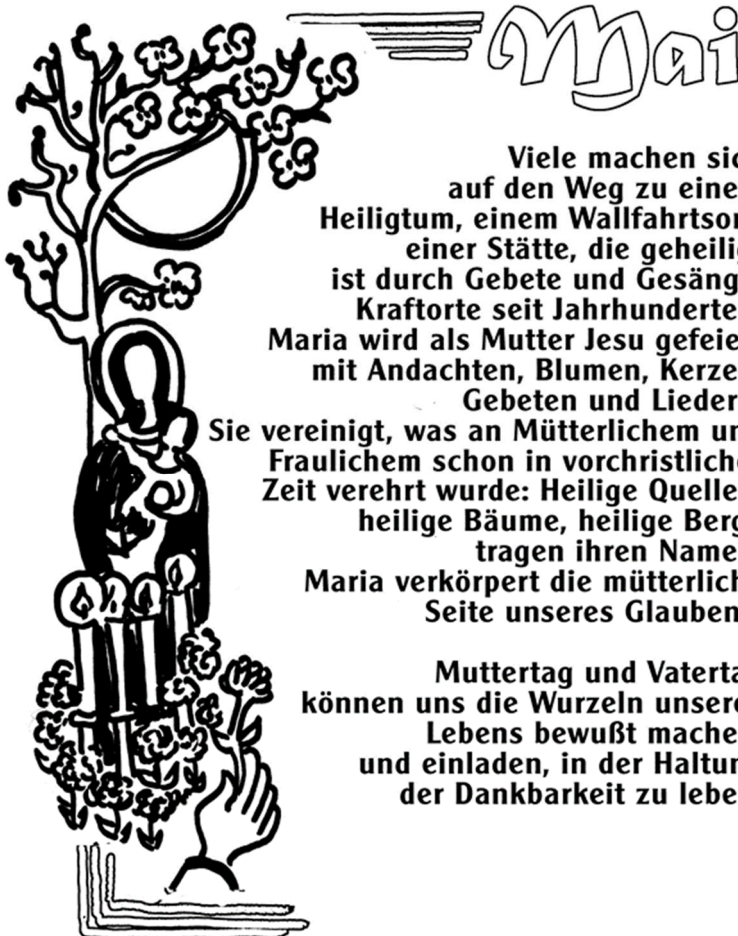 Mai
Viele machen sic
auf den Weg zu eine
Heiligtum, einem Wallfahrtsor
einer Stätte, die geheilig
ist durch Gebete und Gesäng
Kraftorte seit Jahrhunderte
Maria wird als Mutter Jesu gefeie
mit Andachten, Blumen, Kerze
Gebeten und Lieder
Sie vereinigt, was an Mütterlichem un
Fraulichem schon in vorchristliche
Zeit verehrt wurde: Heilige Quelle
heilige Bäume, heilige Berg
tragen ihren Name
Maria verkörpert die mütterlich
Seite unseres Glauben
Muttertag und Vaterta
können uns die Wurzeln unsere
Lebens bewußt mache
und einladen, in der Haltun
der Dankbarkeit zu lebe